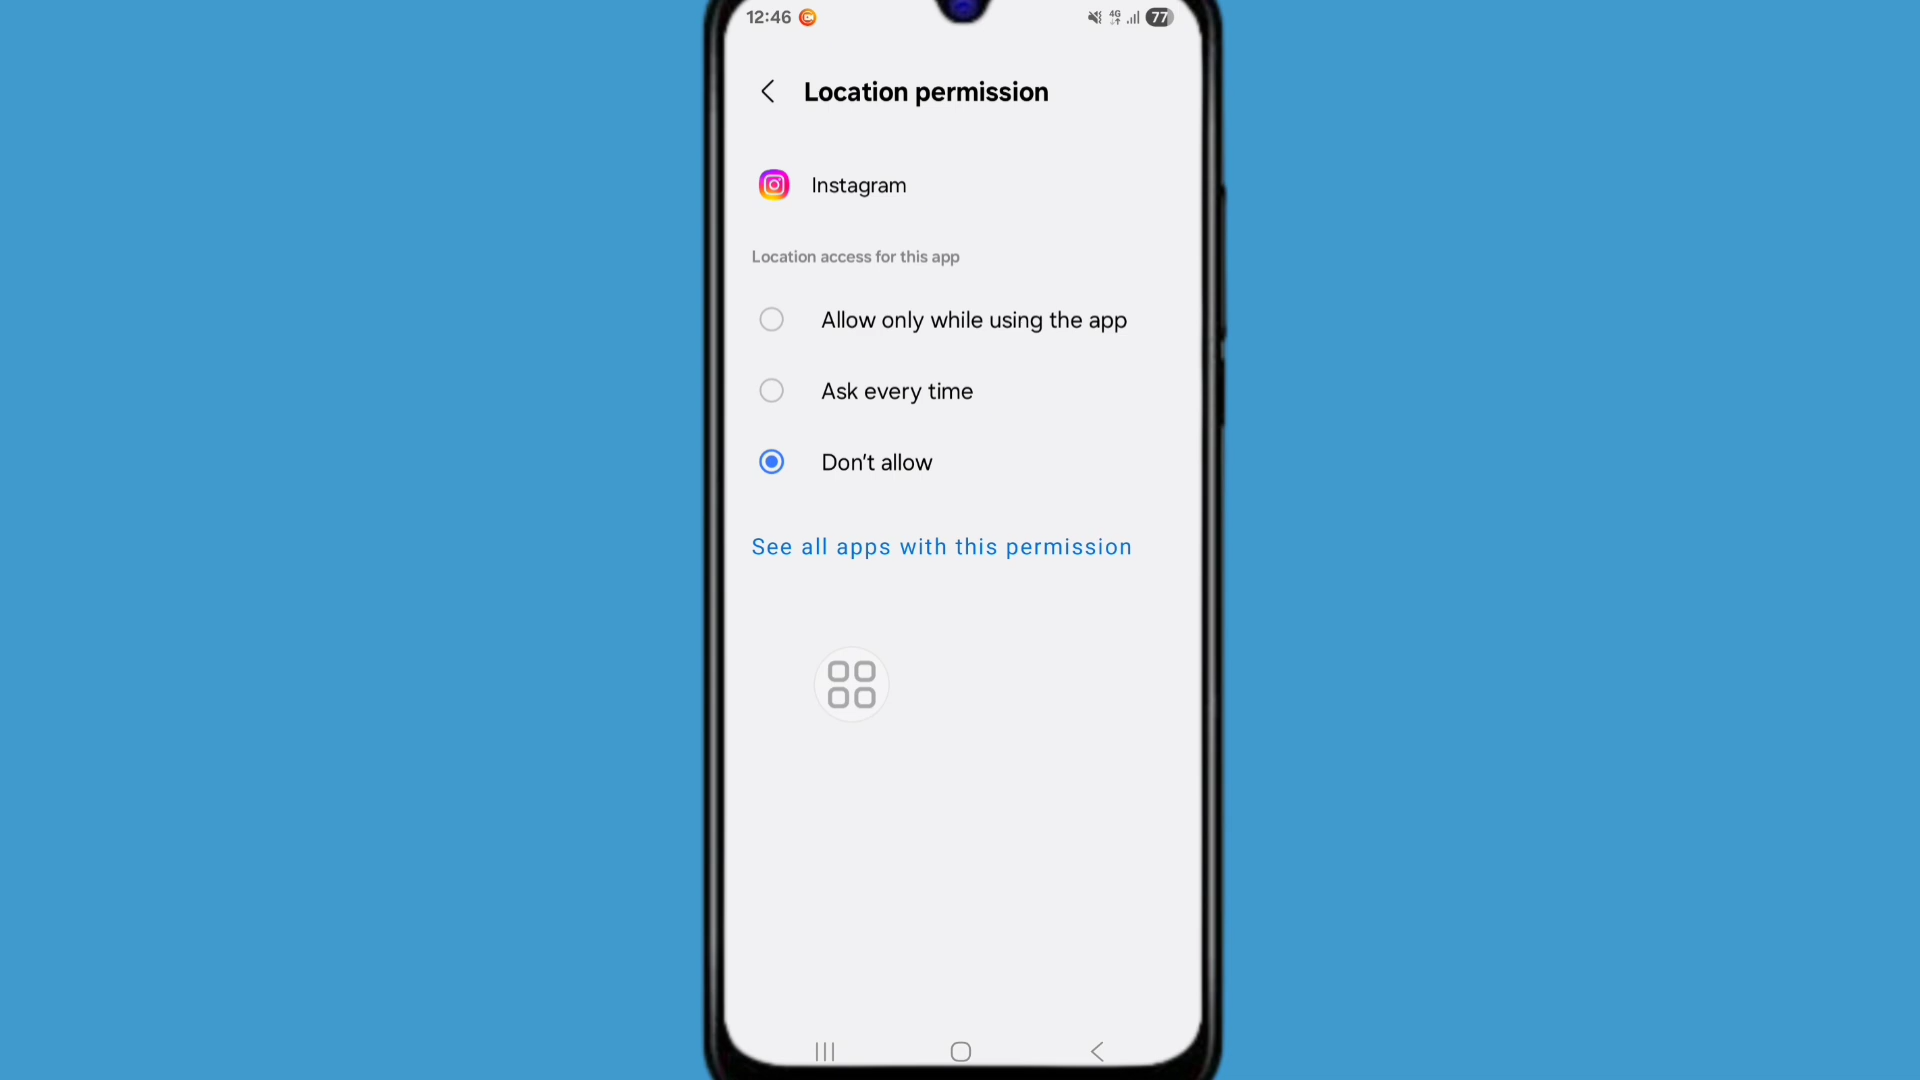 12:46 4G 77
Location permission
Instagram
Location access for this app
Allow only while using the app
Ask every time
Don't allow
See all apps with this permission